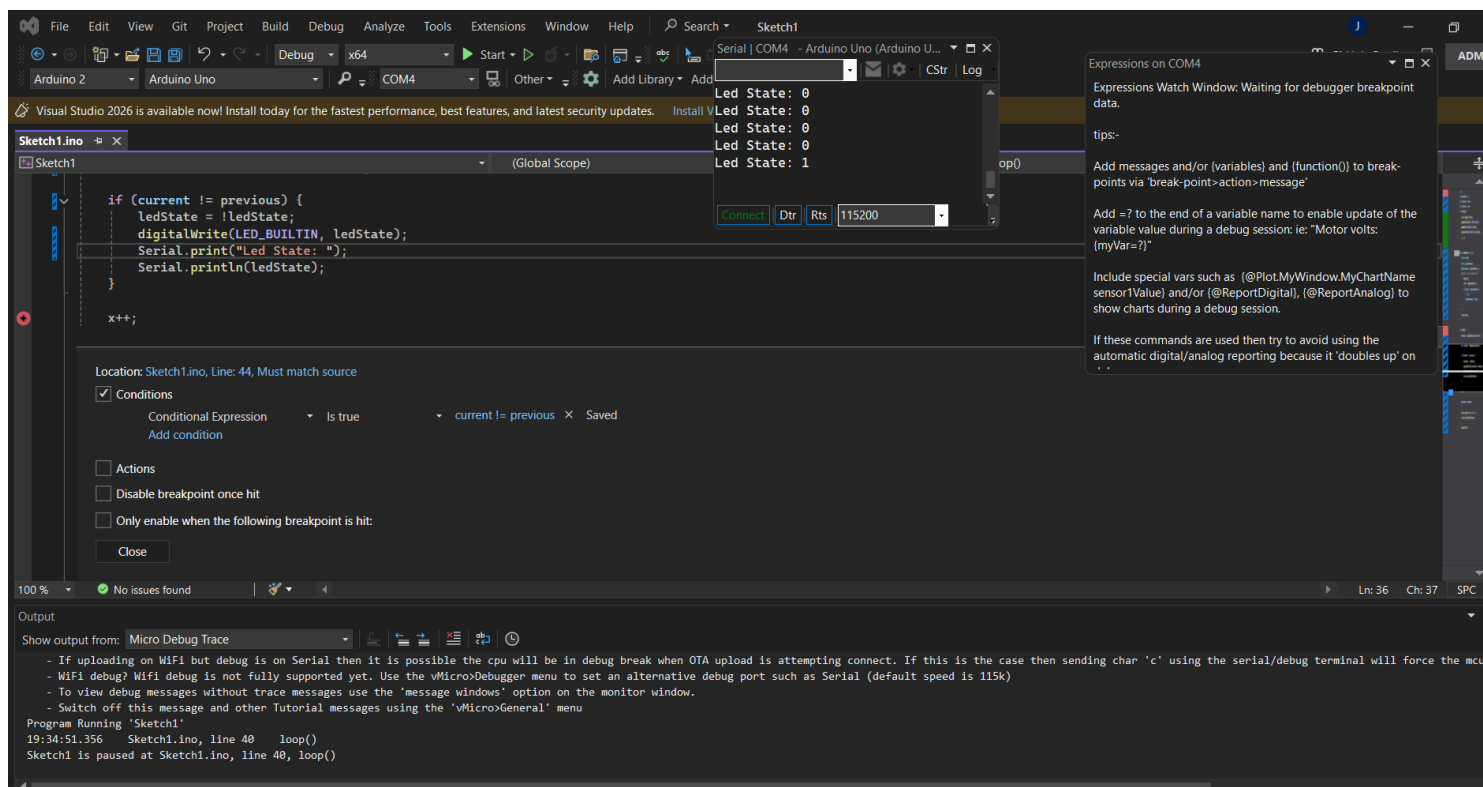 File Edit View Git Project Build Debug Analyze Tools Extensions Window Help Search Sketch1 J
Debug x64 Start
ADM
Arduino 2 Arduino Uno COM4 Other Add Library Add
Visual Studio 2026 is available now! Install today for the fastest performance, best features, and latest security updates. Install V
Sketch1.ino
Sketch1 (Global Scope) op()
if (current != previous) {
ledState = !ledState;
digitalWrite(LED_BUILTIN, ledState);
Serial.print("Led State: ");
Serial.println(ledState);
}
x++;
Serial | COM4 - Arduino Uno (Arduino U...
CStr Log
Led State: 0
Led State: 0
Led State: 0
Led State: 0
Led State: 1
Connect Dtr Rts 115200
Expressions on COM4
Expressions Watch Window: Waiting for debugger breakpoint
data.
tips:-
Add messages and/or {variables} and {function()} to break-
points via 'break-point>action>message'
Add =? to the end of a variable name to enable update of the
variable value during a debug session: ie: "Motor volts:
{myVar=?}"
Include special vars such as {@Plot.MyWindow.MyChartName
sensor1Value} and/or {@ReportDigital}, {@ReportAnalog} to
show charts during a debug session.
If these commands are used then try to avoid using the
automatic digital/analog reporting because it 'doubles up' on
Location: Sketch1.ino, Line: 44, Must match source
Conditions
Conditional Expression Is true current != previous Saved
Add condition
Actions
Disable breakpoint once hit
Only enable when the following breakpoint is hit:
Close
100 % No issues found Ln: 36 Ch: 37 SPC
Output
Show output from: Micro Debug Trace
- If uploading on WiFi but debug is on Serial then it is possible the cpu will be in debug break when OTA upload is attempting connect. If this is the case then sending char 'c' using the serial/debug terminal will force the mcu
- WiFi debug? Wifi debug is not fully supported yet. Use the vMicro>Debugger menu to set an alternative debug port such as Serial (default speed is 115k)
- To view debug messages without trace messages use the 'message windows' option on the monitor window.
- Switch off this message and other Tutorial messages using the 'vMicro>General' menu
Program Running 'Sketch1'
19:34:51.356 Sketch1.ino, line 40 loop()
Sketch1 is paused at Sketch1.ino, line 40, loop()